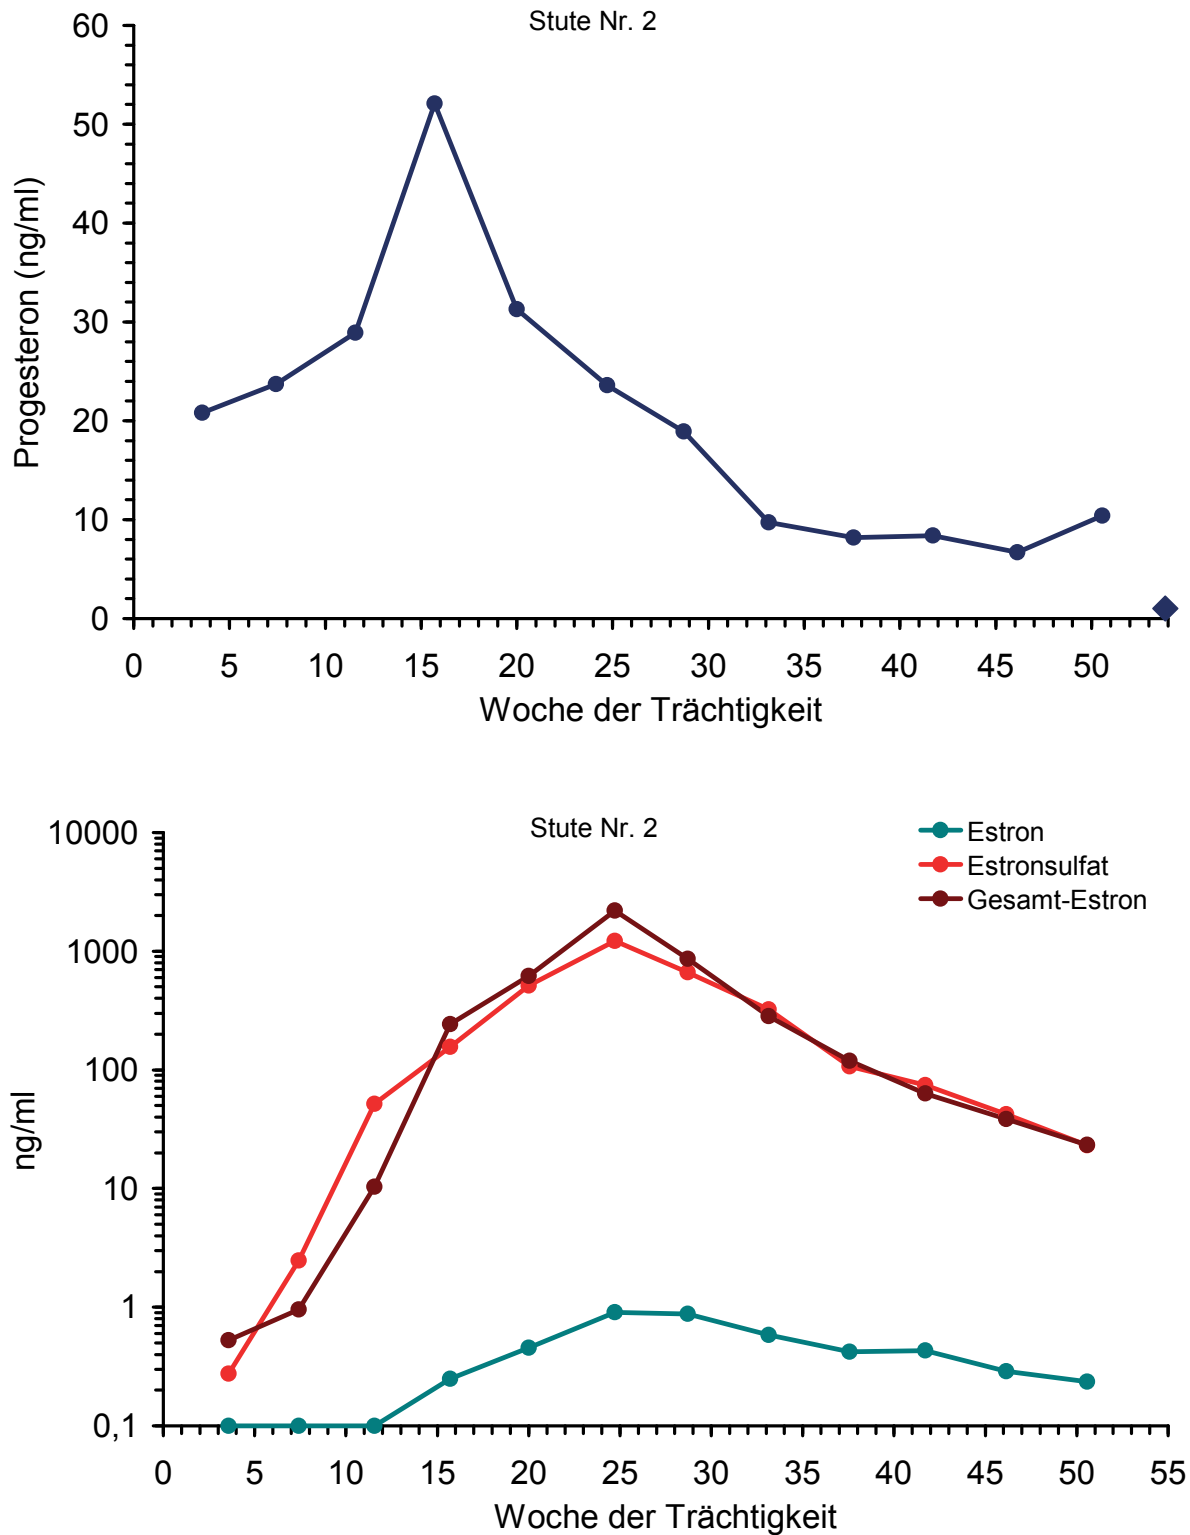 Stute Nr. 2
60
50
40
30
20
10
0
Progesteron (ng/ml)
0 5 10 15 20 25 30 35 40 45 50
Woche der Trächtigkeit
Stute Nr. 2
Estron
Estronsulfat
Gesamt-Estron
10000
1000
100
10
1
0,1
ng/ml
0 5 10 15 20 25 30 35 40 45 50 55
Woche der Trächtigkeit